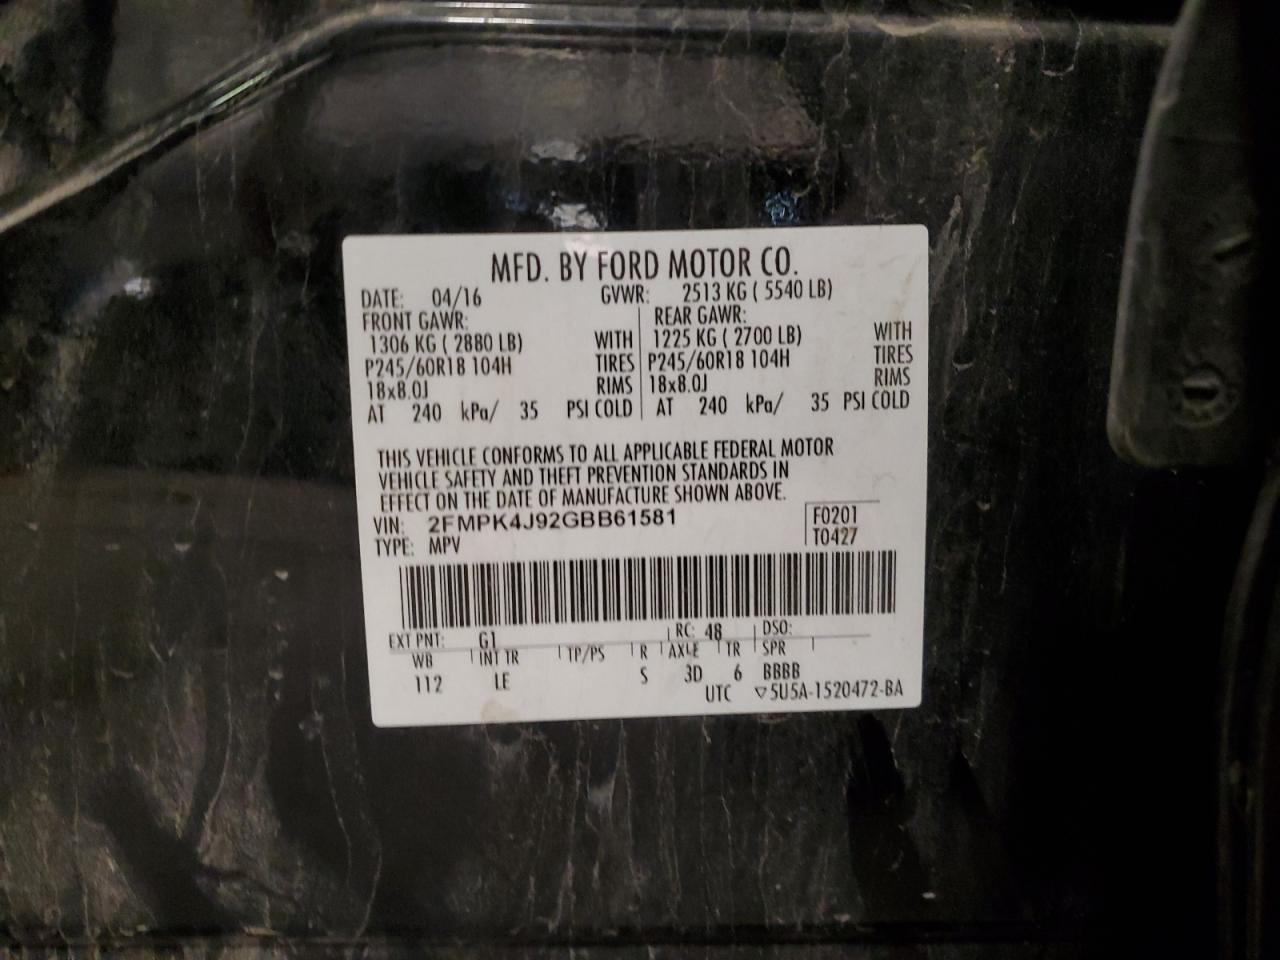 MFD. BY FORD MOTOR CO.
DATE: 04/16 GVWR: 2513 KG ( 5540 LB)
FRONT GAWR: REAR GAWR:
1306 KG ( 2880 LB) WITH 1225 KG ( 2700 LB) WITH
P245/60R18 104H TIRES P245/60R18 104H TIRES
18x8.0J RIMS 18x8.0J RIMS
AT 240 kPa/ 35 PSI COLD AT 240 kPa/ 35 PSI COLD
THIS VEHICLE CONFORMS TO ALL APPLICABLE FEDERAL MOTOR
VEHICLE SAFETY AND THEFT PREVENTION STANDARDS IN
EFFECT ON THE DATE OF MANUFACTURE SHOWN ABOVE.
VIN: 2FMPK4J92GBB61581 F0201
TYPE: MPV T0427
EXT PNT: G1 RC: 48 DSO:
WB INT TR TP/PS R AXLE TR SPR
112 LE S 3D 6 BBBB
UTC ▽5U5A-1520472-BA